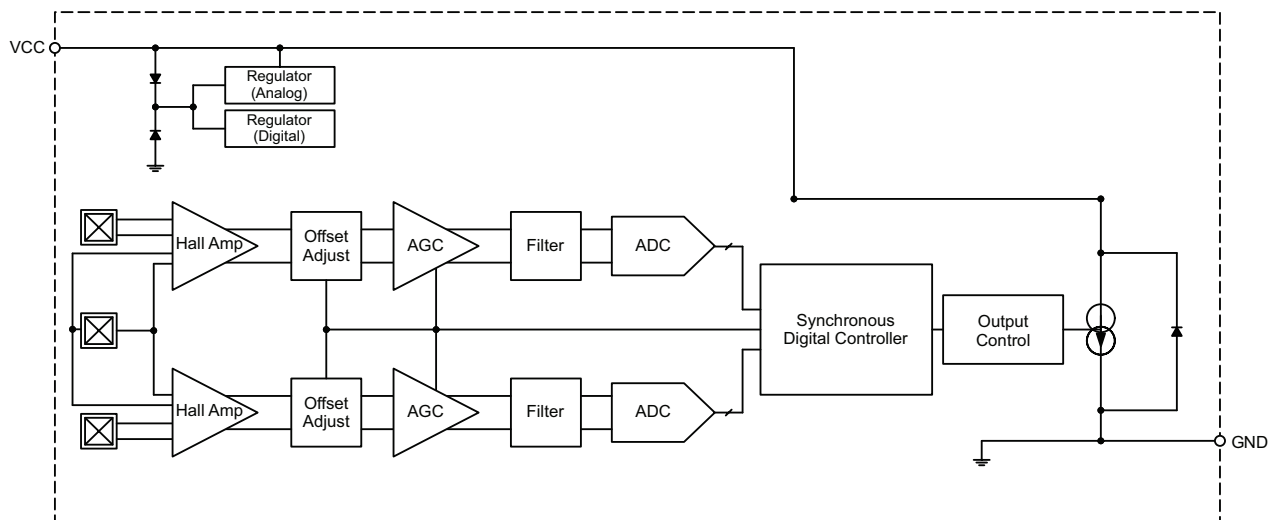 VCC
Regulator
(Analog)
Regulator
(Digital)
Hall Amp
Offset
Adjust
AGC
Filter
ADC
Synchronous
Digital Controller
Output
Control
Hall Amp
Offset
Adjust
AGC
Filter
ADC
GND